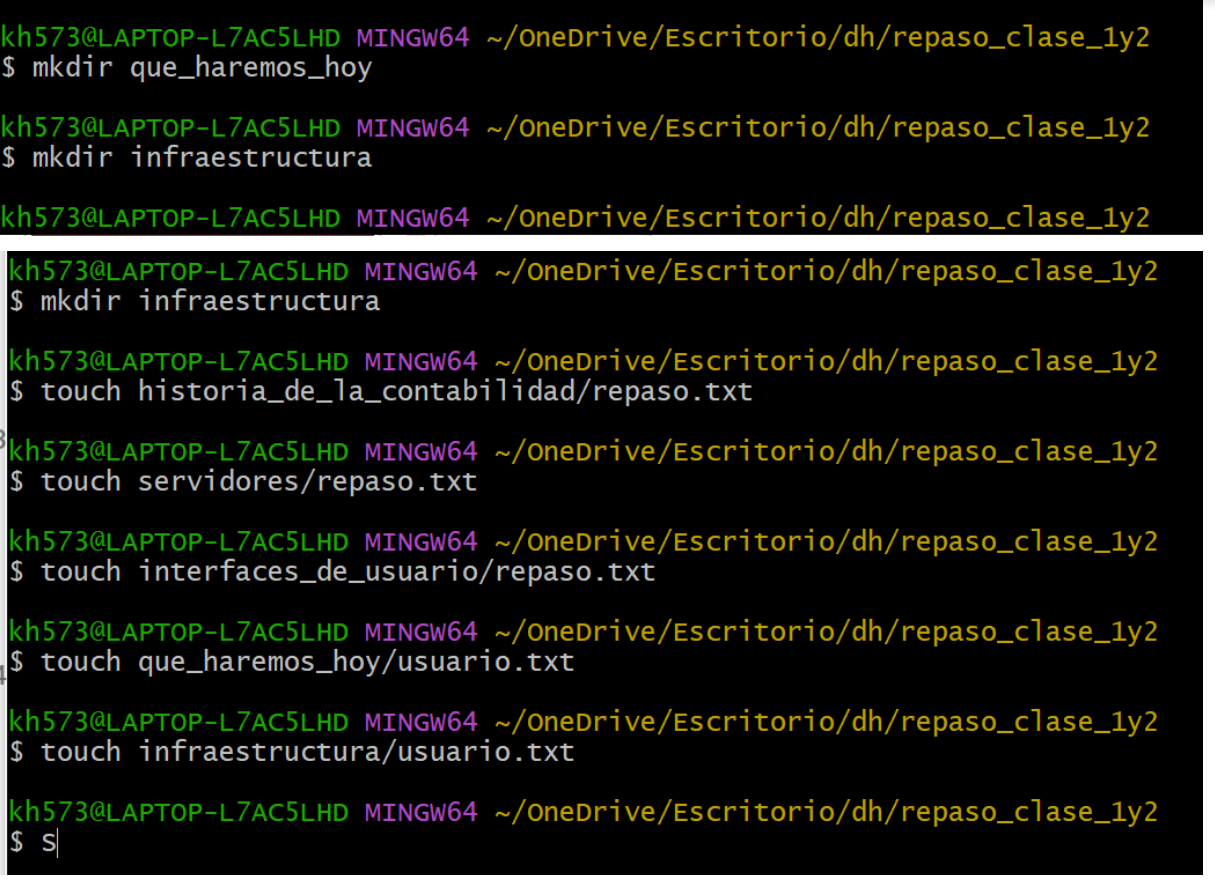 kh573@LAPTOP-L7AC5LHD MINGW64 ~/OneDrive/Escritorio/dh/repaso_clase_1y2
$ mkdir que_haremos_hoy
kh573@LAPTOP-L7AC5LHD MINGW64 ~/OneDrive/Escritorio/dh/repaso_clase_1y2
$ mkdir infraestructura
kh573@LAPTOP-L7AC5LHD MINGW64 ~/OneDrive/Escritorio/dh/repaso_clase_1y2
kh573@LAPTOP-L7AC5LHD MINGW64 ~/OneDrive/Escritorio/dh/repaso_clase_1y2
$ mkdir infraestructura
kh573@LAPTOP-L7AC5LHD MINGW64 ~/OneDrive/Escritorio/dh/repaso_clase_1y2
$ touch historia_de_la_contabilidad/repaso.txt
kh573@LAPTOP-L7AC5LHD MINGW64 ~/OneDrive/Escritorio/dh/repaso_clase_1y2
$ touch servidores/repaso.txt
kh573@LAPTOP-L7AC5LHD MINGW64 ~/OneDrive/Escritorio/dh/repaso_clase_1y2
$ touch interfaces_de_usuario/repaso.txt
kh573@LAPTOP-L7AC5LHD MINGW64 ~/OneDrive/Escritorio/dh/repaso_clase_1y2
$ touch que_haremos_hoy/usuario.txt
kh573@LAPTOP-L7AC5LHD MINGW64 ~/OneDrive/Escritorio/dh/repaso_clase_1y2
$ touch infraestructura/usuario.txt
kh573@LAPTOP-L7AC5LHD MINGW64 ~/OneDrive/Escritorio/dh/repaso_clase_1y2
$ S